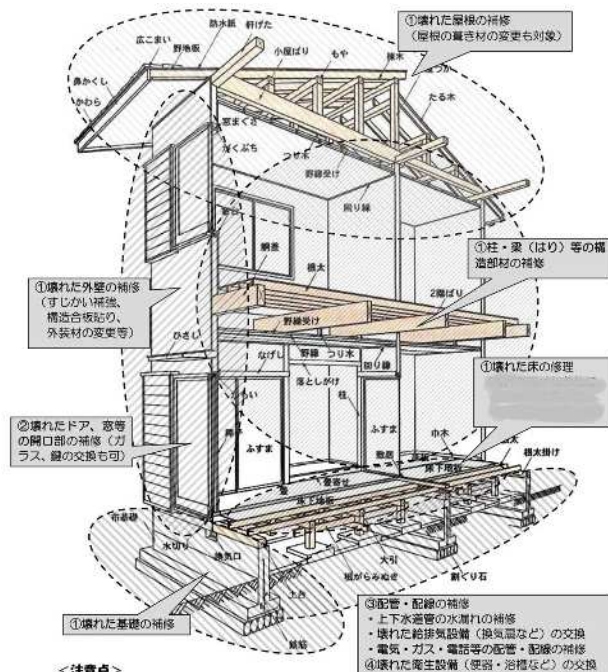 防水紙
軒げた
広こまい
野地板
小屋ばり
もや
棟木
鼻かくし
かわら
たる木
①壊れた屋根の補修
（屋根の葺き材の変更も対象）
窓まぐさ
がくぶち
つり木
野縁受け
回り縁
胴差
根太
①柱・梁（はり）等の構
造部材の補修
2階ばり
①壊れた外壁の補修
（すじかい補強、
構造合板貼り、
外装材の変更等）
野縁受け
ひさし
なげし
野縁
つり木
回り縁
落としがけ
柱
①壊れた床の修理
②壊れたドア、窓等
の開口部の補修（ガ
ラス、鍵の交換も可）
ふすま
ふすま
敷居
巾木
床下地板
根太掛け
畳
畳寄せ
床下地板
布基礎
水切り
換気口
大引
根がらみぬき
割ぐり石
土台
①壊れた基礎の補修
③配管・配線の補修
・上下水道管の水漏れの補修
・壊れた給排気設備（換気扇など）の交換
・電気・ガス・電話等の配管・配線の補修
④壊れた衛生設備（便器・浴槽など）の交換
＜注意点＞